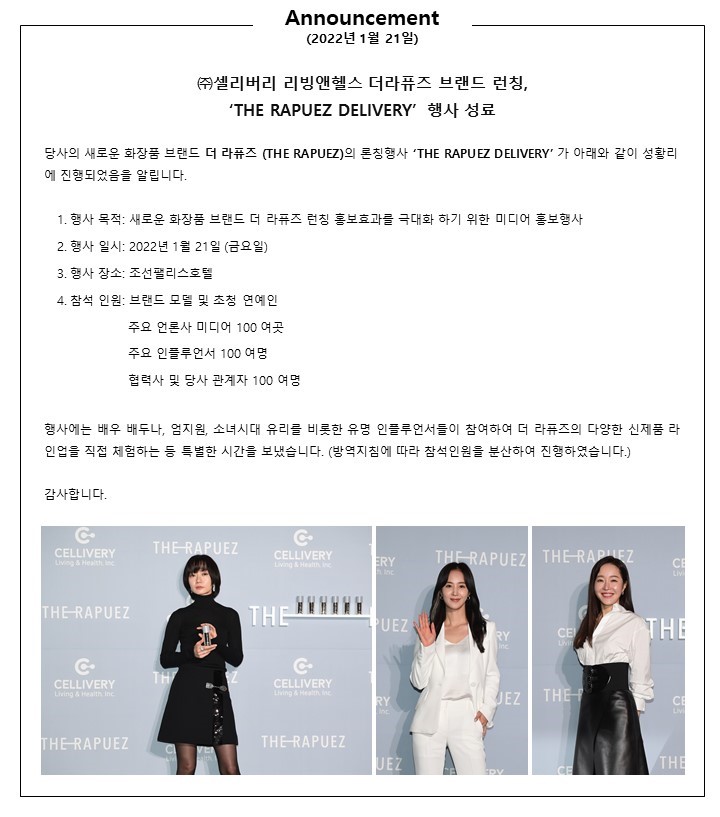 Announcement
(2022년 1월 21일)
㈜셀리버리 리빙앤헬스 더라퓨즈 브랜드 런칭,
‘THE RAPUEZ DELIVERY’ 행사 성료
당사의 새로운 화장품 브랜드 더 라퓨즈 (THE RAPUEZ)의 론칭행사 ‘THE RAPUEZ DELIVERY’ 가 아래와 같이 성황리
에 진행되었음을 알립니다.
1. 행사 목적: 새로운 화장품 브랜드 더 라퓨즈 런칭 홍보효과를 극대화 하기 위한 미디어 홍보행사
2. 행사 일시: 2022년 1월 21일 (금요일)
3. 행사 장소: 조선팰리스호텔
4. 참석 인원: 브랜드 모델 및 초청 연예인
주요 언론사 미디어 100 여곳
주요 인플루언서 100 여명
협력사 및 당사 관계자 100 여명
행사에는 배우 배두나, 엄지원, 소녀시대 유리를 비롯한 유명 인플루언서들이 참여하여 더 라퓨즈의 다양한 신제품 라
인업을 직접 체험하는 등 특별한 시간을 보냈습니다. (방역지침에 따라 참석인원을 분산하여 진행하였습니다.)
감사합니다.
CELLIVERY
Living & Health. Inc
THE RAPUEZ
CELLIVERY
Living & Health. Inc
THE RAPUEZ
THE
CELLIVERY
CELLIVERY
Living & Health. Inc
THE RAPUEZ
THE RAPUEZ
THE RAPUEZ
THE RAPUEZ
THE